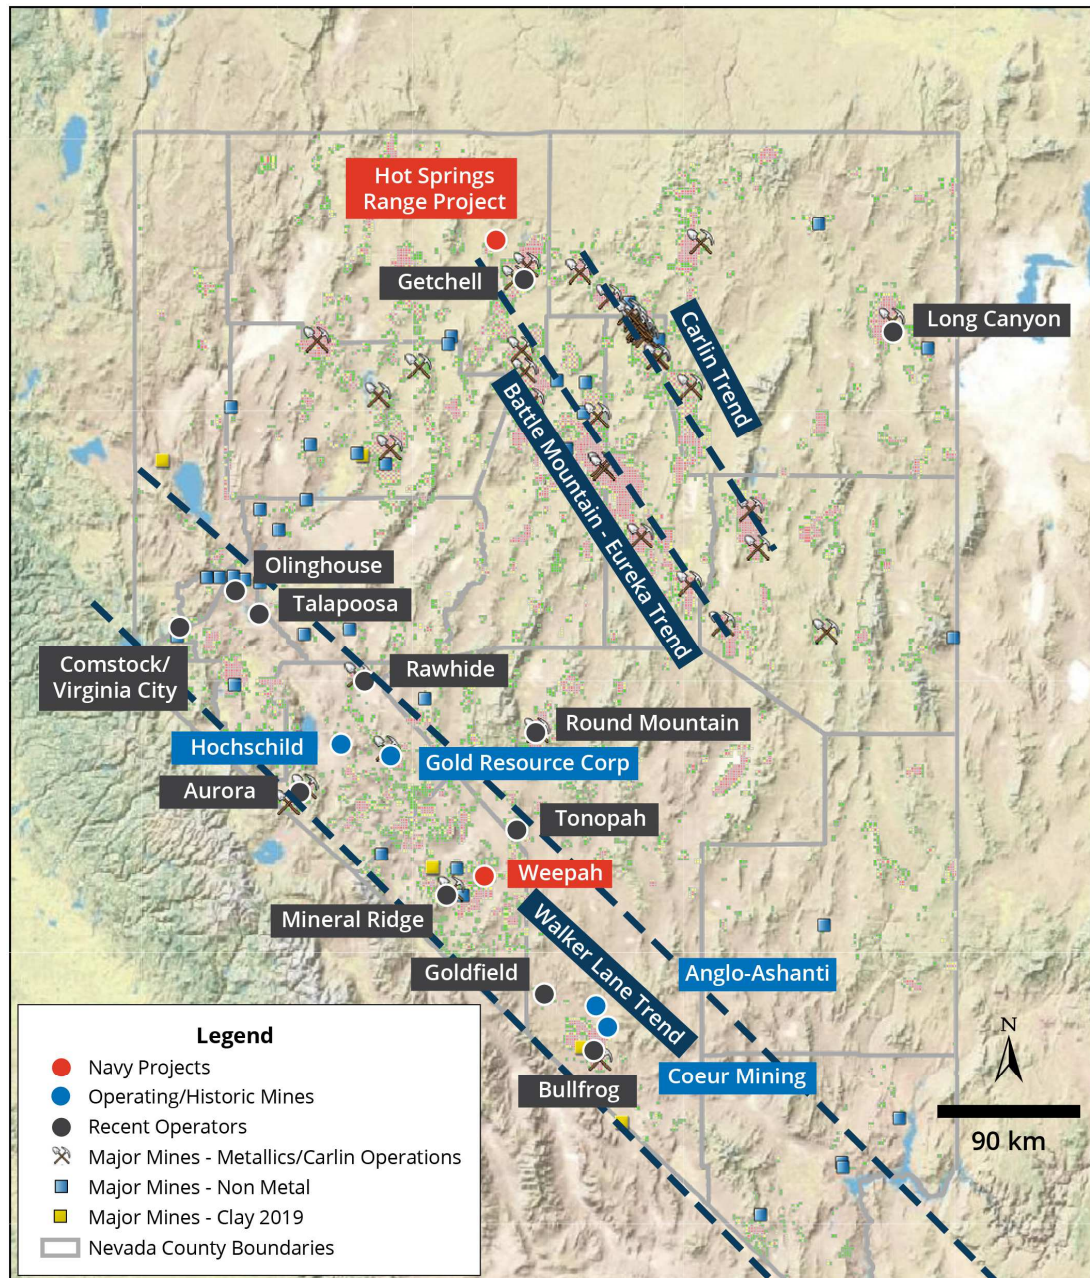 Hot Springs
Range Project
Getchell
Long Canyon
Carlin Trend
Battle Mountain - Eureka Trend
Olinghouse
Talapoosa
Comstock/
Virginia City
Rawhide
Round Mountain
Hochschild
Gold Resource Corp
Aurora
Tonopah
Weepah
Mineral Ridge
Walker Lane Trend
Goldfield
Anglo-Ashanti
Coeur Mining
Bullfrog
N
90 km
Legend
Navy Projects
Operating/Historic Mines
Recent Operators
Major Mines - Metallics/Carlin Operations
Major Mines - Non Metal
Major Mines - Clay 2019
Nevada County Boundaries